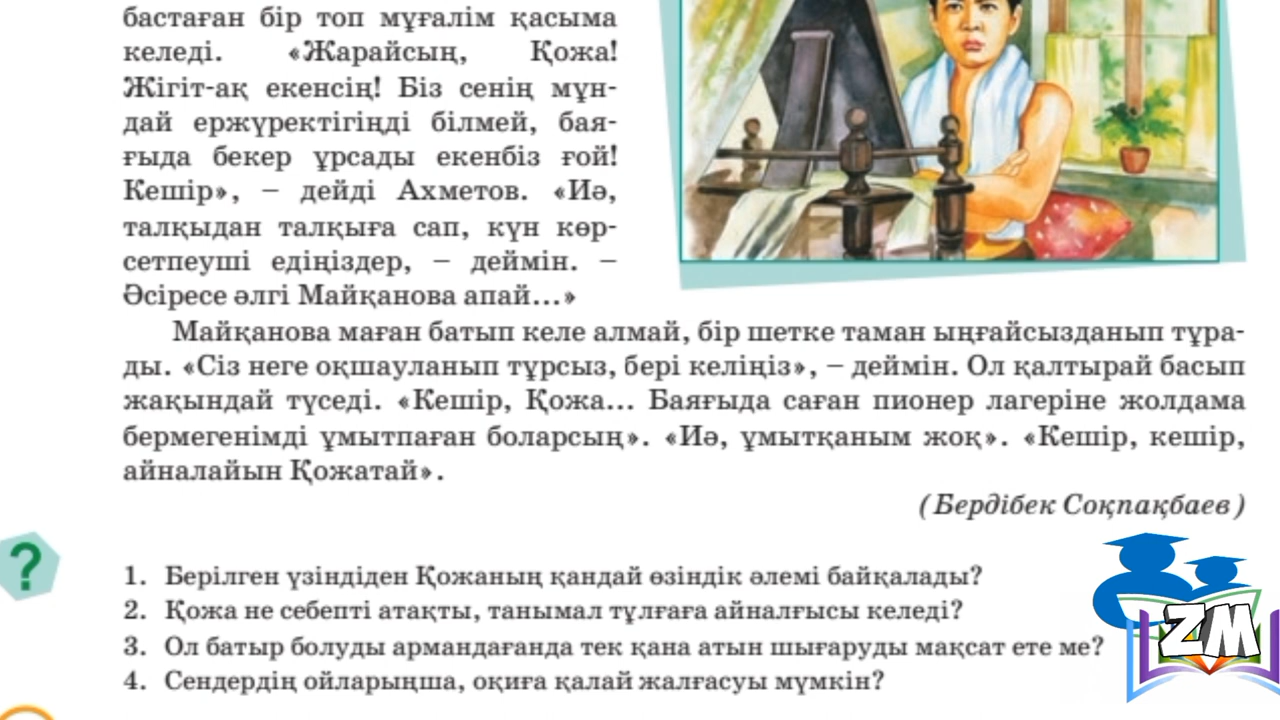 бастаған бір топ мұғалім қасыма
келеді. «Жарайсың, Қожа!
Жігіт-ақ екенсің! Біз сенің мұн-
дай ержүректігіңді білмей, бая-
ғыда бекер ұрсады екенбіз ғой!
Кешір», – дейді Ахметов. «Иә,
талқыдан талқыға сап, күн көр-
сетпеуші едіңіздер, – деймін. –
Әсіресе әлгі Майқанова апай...»
Майқанова маған батып келе алмай, бір шетке таман ыңғайсызданып тұра-
ды. «Сіз неге оқшауланып тұрсыз, бері келіңіз», – деймін. Ол қалтырай басып
жақындай түседі. «Кешір, Қожа... Баяғыда саған пионер лагеріне жолдама
бермегенімді ұмытпаған боларсың». «Иә, ұмытқаным жоқ». «Кешір, кешір,
айналайын Қожатай».
(Бердібек Соқпақбаев)
?
1. Берілген үзіндіден Қожаның қандай өзіндік әлемі байқалады?
2. Қожа не себепті атақты, танымал тұлғаға айналғысы келеді?
3. Ол батыр болуды армандағанда тек қана атын шығаруды мақсат ете ме?
4. Сендердің ойларыңша, оқиға қалай жалғасуы мүмкін?
ZM